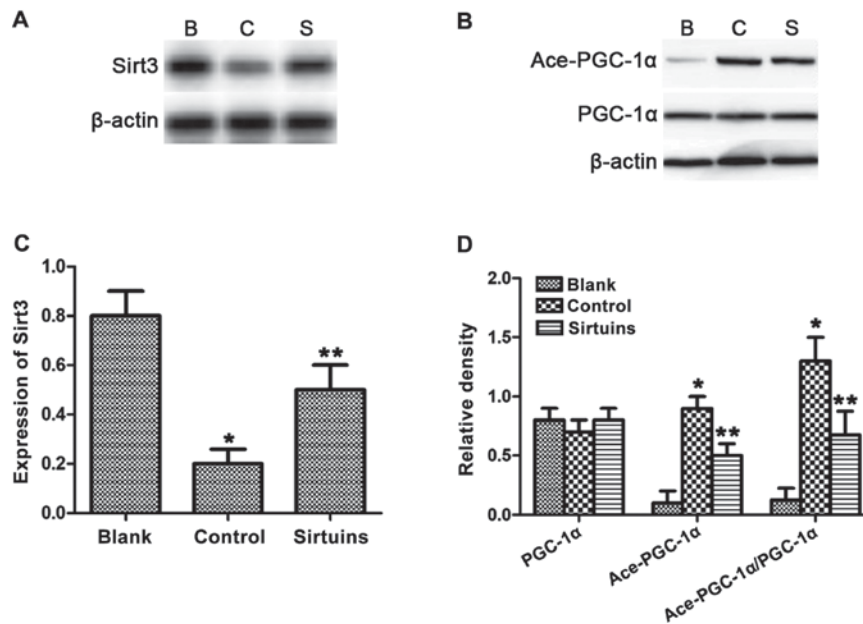 A
B C S
Sirt3
β-actin
B
B C S
Ace-PGC-1α
PGC-1α
β-actin
C
Expression of Sirt3
1.0
0.8
0.6
0.4
0.2
0.0
*
**
Blank Control Sirtuins
D
Relative density
2.0
1.5
1.0
0.5
0.0
Blank
Control
Sirtuins
*
**
*
**
PGC-1α
Ace-PGC-1α
Ace-PGC-1α/PGC-1α